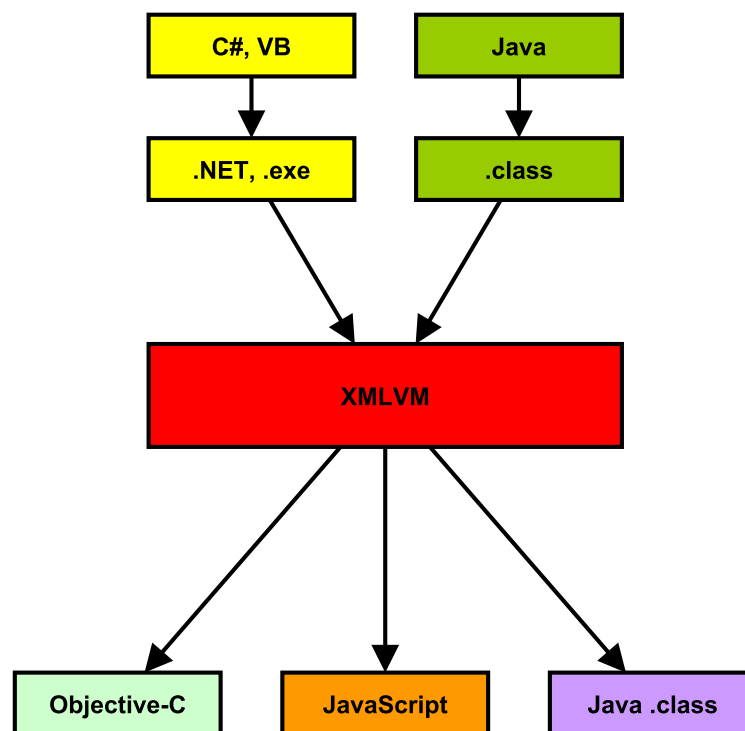 C#, VB
Java
.NET, .exe
.class
XMLVM
Objective-C
JavaScript
Java .class